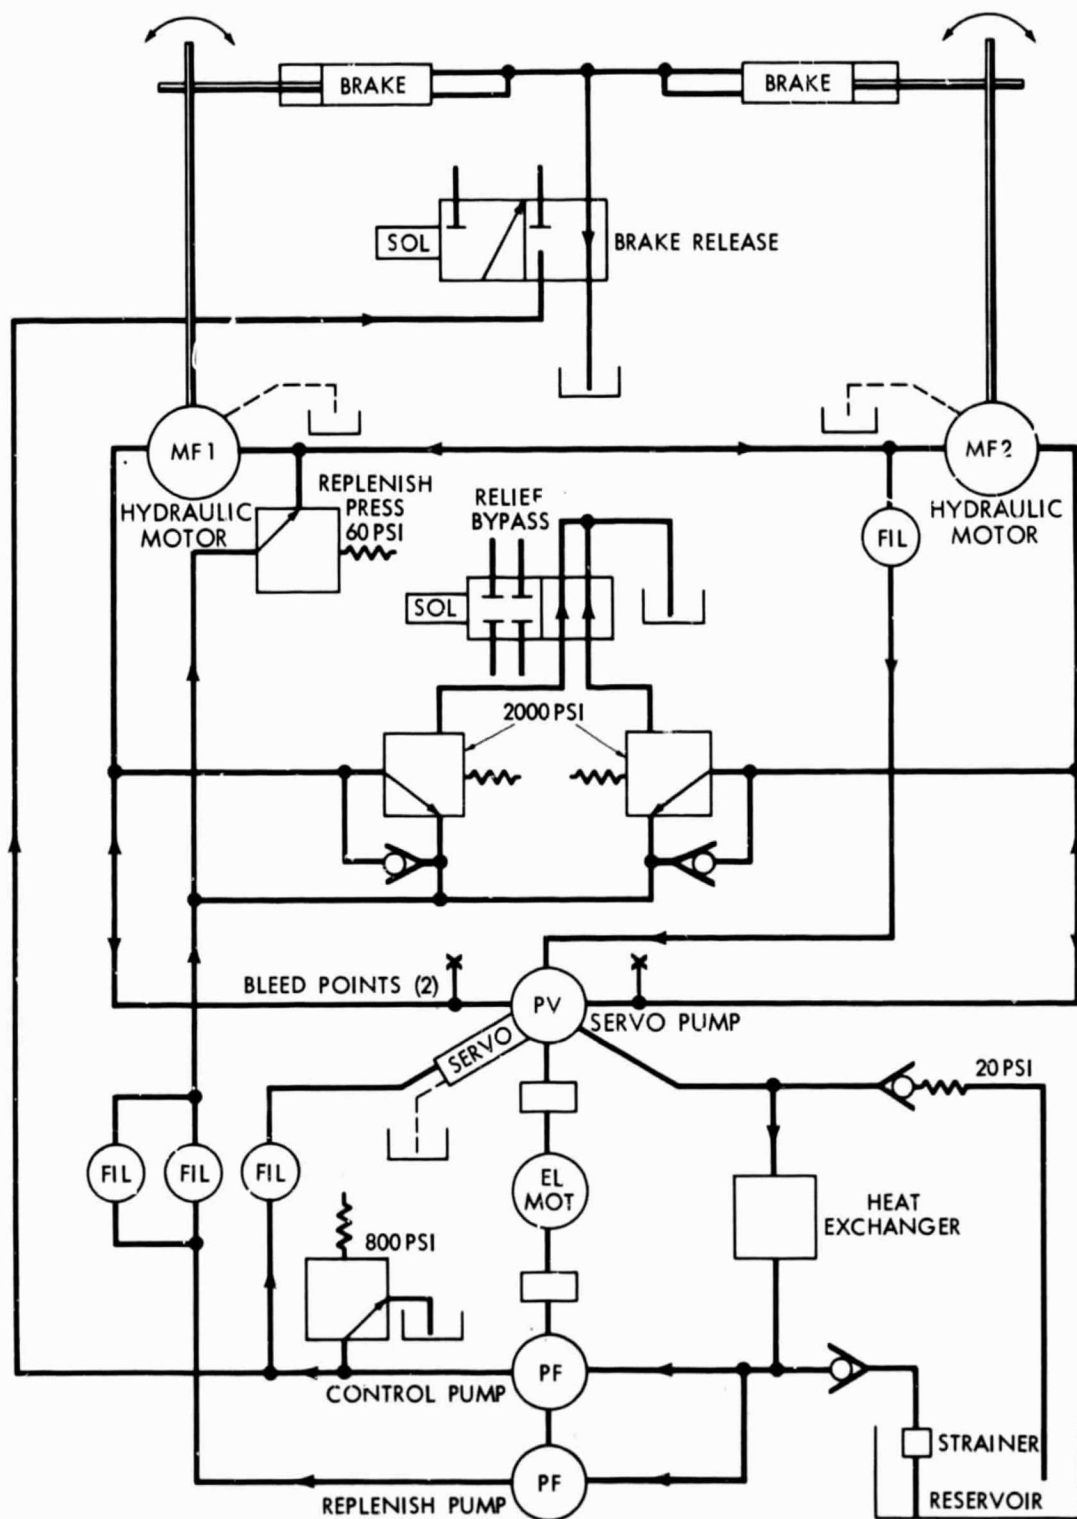 BRAKE
BRAKE
SOL
BRAKE RELEASE
MF1
MF2
HYDRAULIC
MOTOR
REPLENISH
PRESS
60 PSI
RELIEF
BYPASS
FIL
HYDRAULIC
MOTOR
SOL
2000 PSI
BLEED POINTS (2)
PV
SERVO PUMP
SERVO
20 PSI
FIL
FIL
FIL
EL
MOT
HEAT
EXCHANGER
800 PSI
PF
CONTROL PUMP
PF
REPLENISH PUMP
STRAINER
RESERVOIR